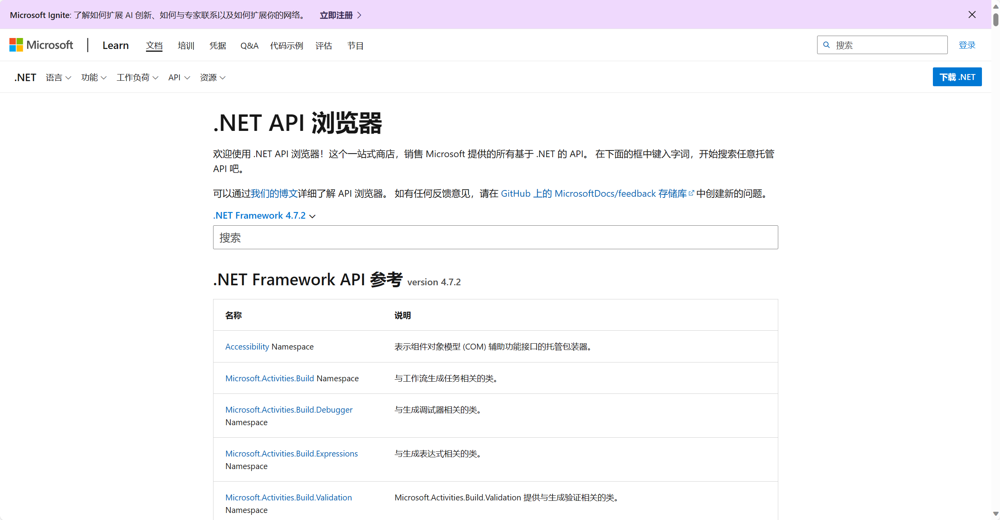 Microsoft Ignite: 了解如何扩展 AI 创新、如何与专家联系以及如何扩展你的网络。 立即注册
Microsoft Learn 文档 培训 凭据 Q&A 代码示例 评估 节目 搜索 登录
.NET 语言 功能 工作负荷 API 资源 下载 .NET
.NET API 浏览器
欢迎使用 .NET API 浏览器！这个一站式商店，销售 Microsoft 提供的所有基于 .NET 的 API。 在下面的框中键入字词，开始搜索任意托管
API 吧。
可以通过我们的博文详细了解 API 浏览器。 如有任何反馈意见，请在 GitHub 上的 MicrosoftDocs/feedback 存储库 中创建新的问题。
.NET Framework 4.7.2
搜索
.NET Framework API 参考 version 4.7.2
名称 说明
Accessibility Namespace 表示组件对象模型 (COM) 辅助功能接口的托管包装器。
Microsoft.Activities.Build Namespace 与工作流生成任务相关的类。
Microsoft.Activities.Build.Debugger 与生成调试器相关的类。
Namespace
Microsoft.Activities.Build.Expressions 与生成表达式相关的类。
Namespace
Microsoft.Activities.Build.Validation Microsoft.Activities.Build.Validation 提供与生成验证相关的类。
Namespace